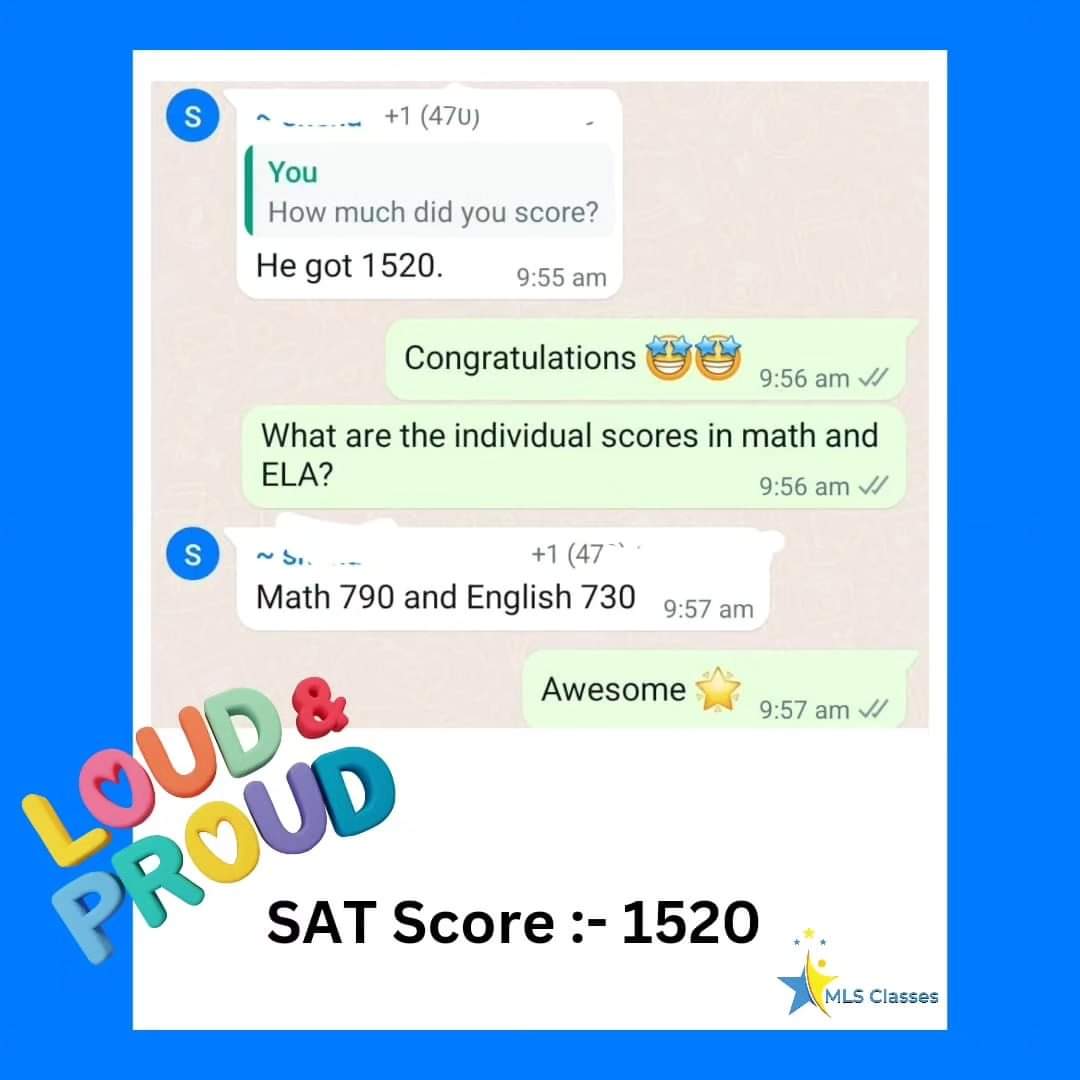 S
+1 (470)
You
How much did you score?
He got 1520.
9:55 am
Congratulations 🤩🤩
9:56 am
What are the individual scores in math and
ELA?
9:56 am
S
+1 (47
Math 790 and English 730
9:57 am
Awesome 🌟
9:57 am
LOUD &
PROUD
SAT Score :- 1520
MLS Classes